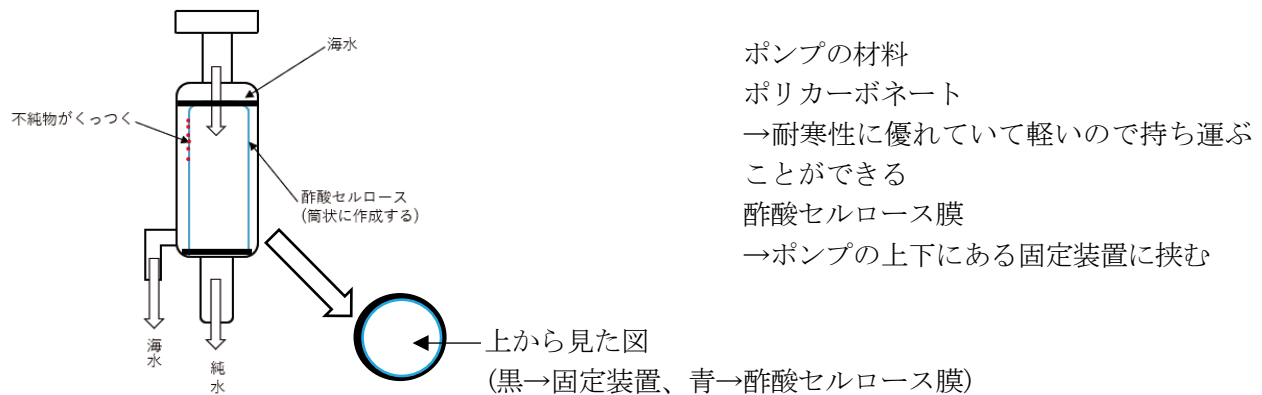 海水
不純物がくっつく
酢酸セルロース
(筒状に作成する)
海水
純水
上から見た図
(黒→固定装置、青→酢酸セルロース膜)
ポンプの材料
ポリカーボネート
→耐寒性に優れていて軽いので持ち運ぶ
ことができる
酢酸セルロース膜
→ポンプの上下にある固定装置に挟む